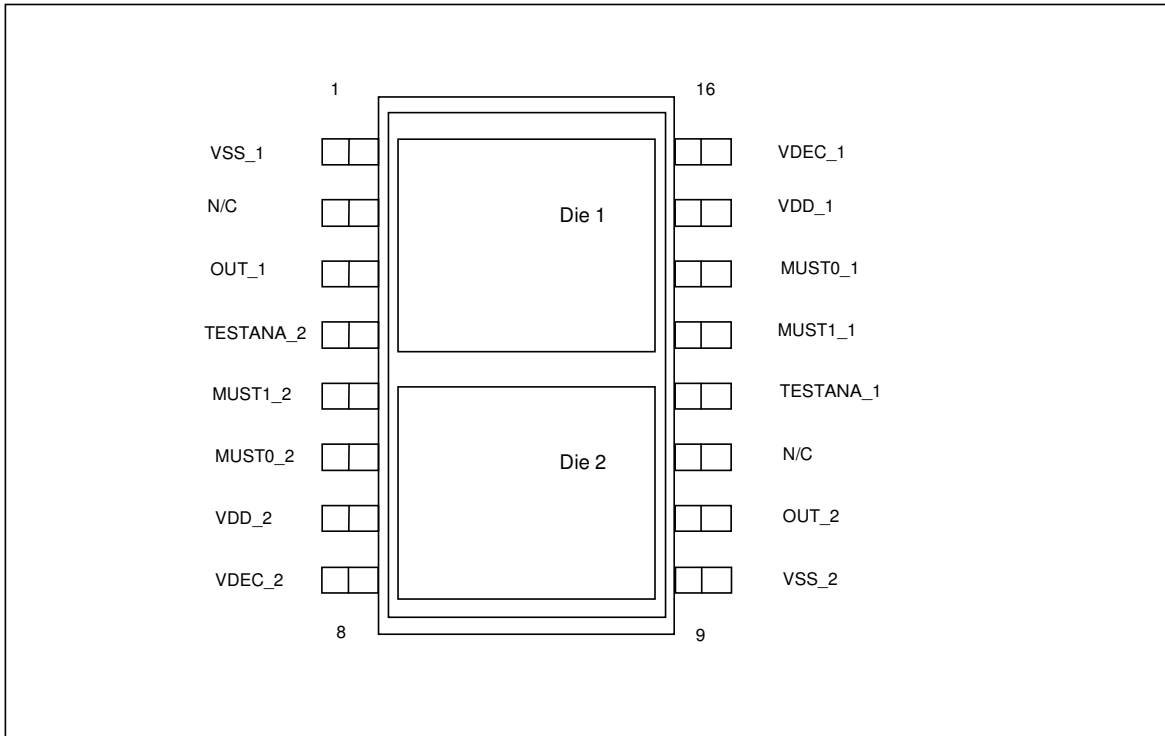 1 16
VSS_1 VDEC_1
N/C VDD_1
Die 1
OUT_1 MUST0_1
TESTANA_2 MUST1_1
MUST1_2 TESTANA_1
MUST0_2 Die 2 N/C
VDD_2 OUT_2
VDEC_2 VSS_2
8 9